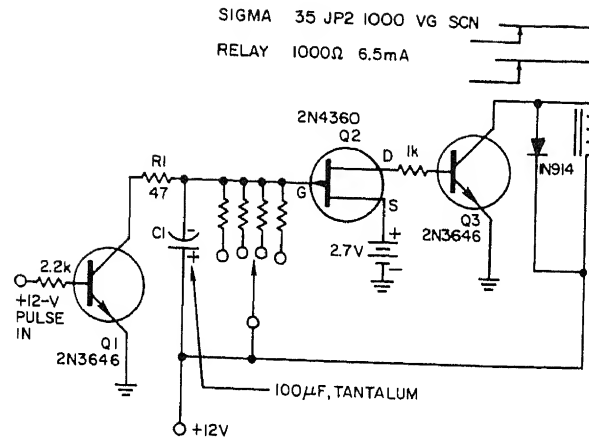 SIGMA 35 JP2 1000 VG SCN
RELAY 1000Ω 6.5mA
2N4360
Q2
R1
47
D
1k
G
S
IN914
Q3
2N3646
C1
-
+
2.7V
+
-
2.2k
+12-V
PULSE
IN
Q1
2N3646
100µF, TANTALUM
+12V